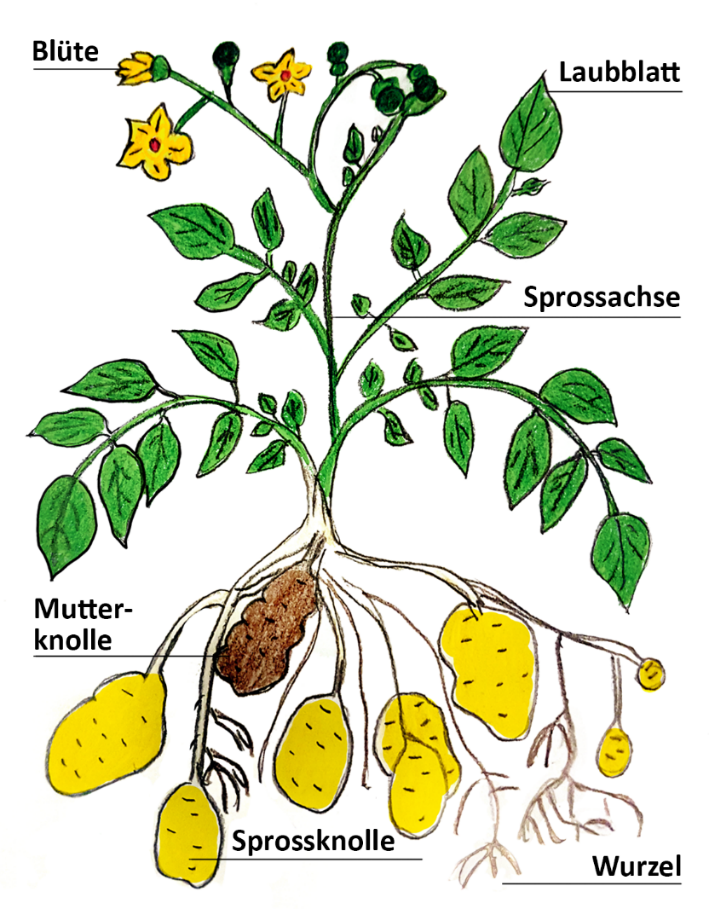 Blüte
Laubblatt
Sprossachse
Mutter-
knolle
Sprossknolle
Wurzel